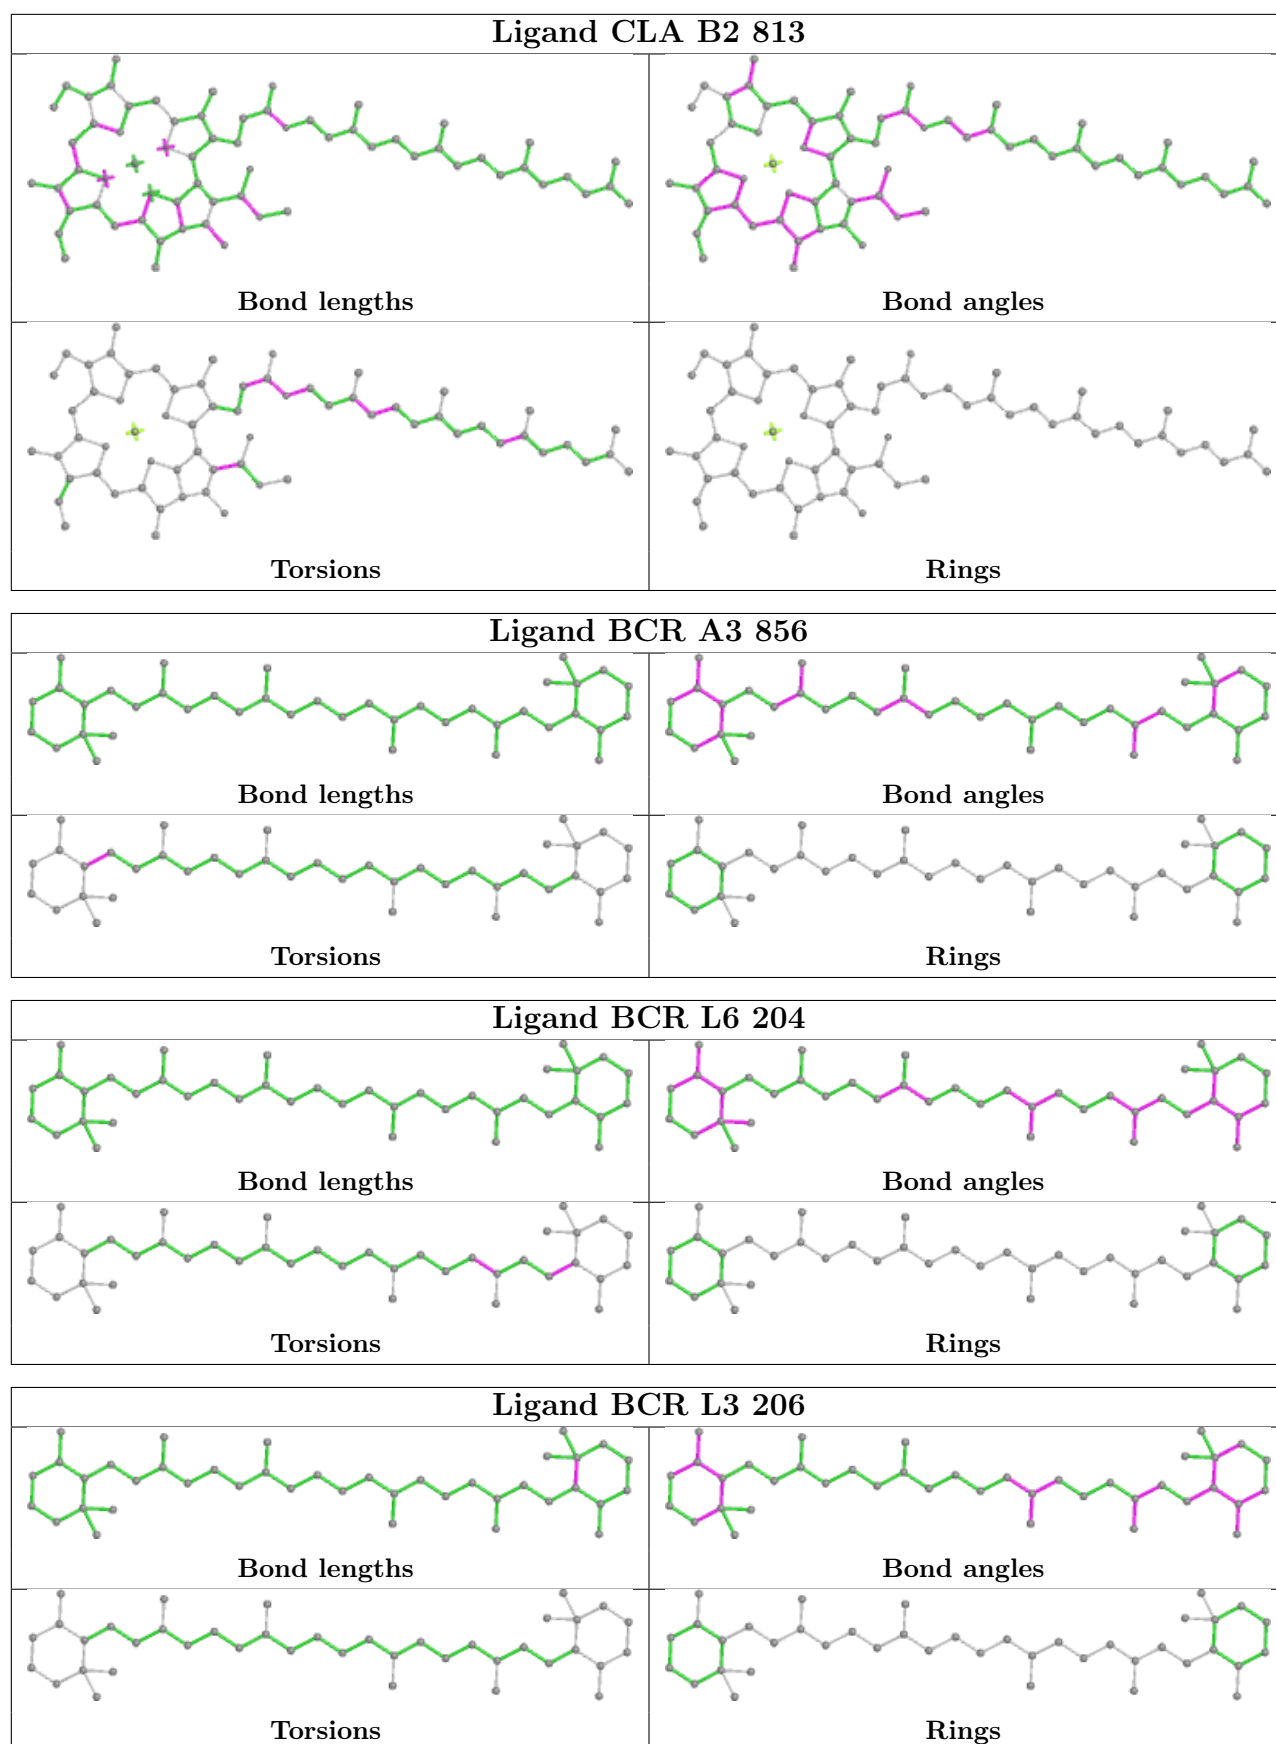 Ligand CLA B2 813
Bond lengths
Bond angles
Torsions
Rings
Ligand BCR A3 856
Bond lengths
Bond angles
Torsions
Rings
Ligand BCR L6 204
Bond lengths
Bond angles
Torsions
Rings
Ligand BCR L3 206
Bond lengths
Bond angles
Torsions
Rings